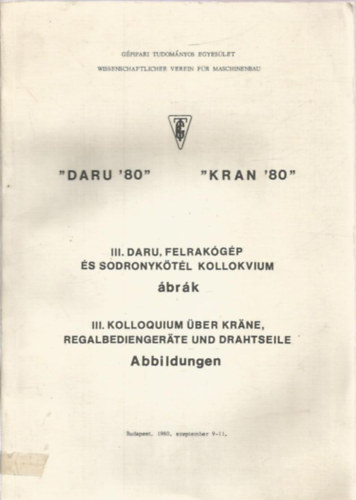 GÉPIPARI TUDOMÁNYOS EGYESÜLET
WISSENSCHAFTLICHER VEREIN FÜR MASCHINENBAU
"DARU '80" "KRAN '80"
III. DARU, FELRAKÓGÉP
ÉS SODRONYKÖTÉL KOLLOKVIUM
ábrák
III. KOLLOQUIUM ÜBER KRÄNE,
REGALBEDIENGERÄTE UND DRAHTSEILE
Abbildungen
Budapest, 1980. szeptember 9-11.